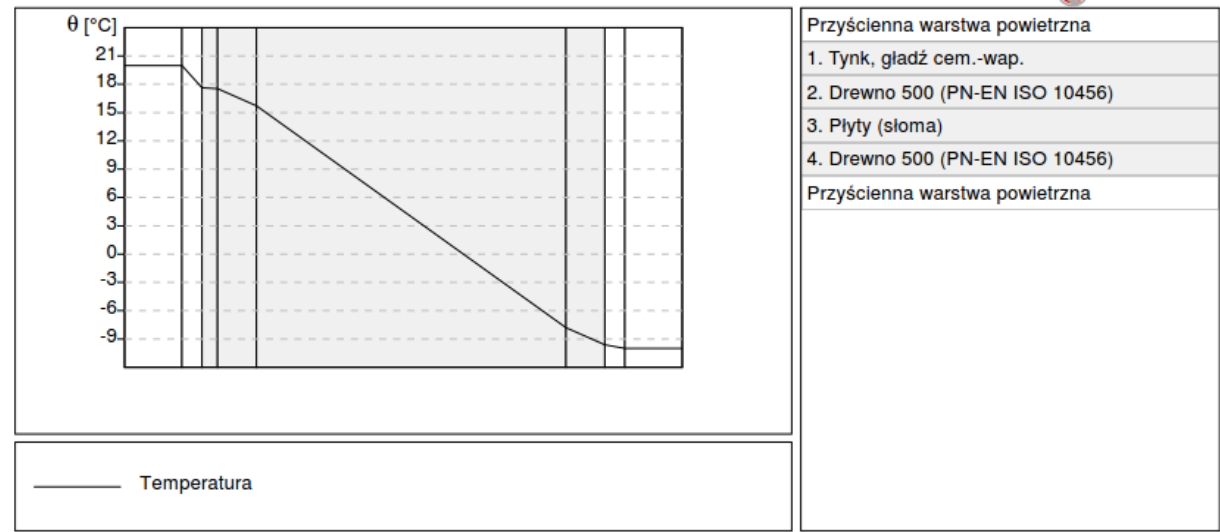 θ [°C]
21
18
15
12
9
6
3
0
-3
-6
-9
Temperatura
Przyścienna warstwa powietrzna
1. Tynk, gładź cem.-wap.
2. Drewno 500 (PN-EN ISO 10456)
3. Płyty (słoma)
4. Drewno 500 (PN-EN ISO 10456)
Przyścienna warstwa powietrzna